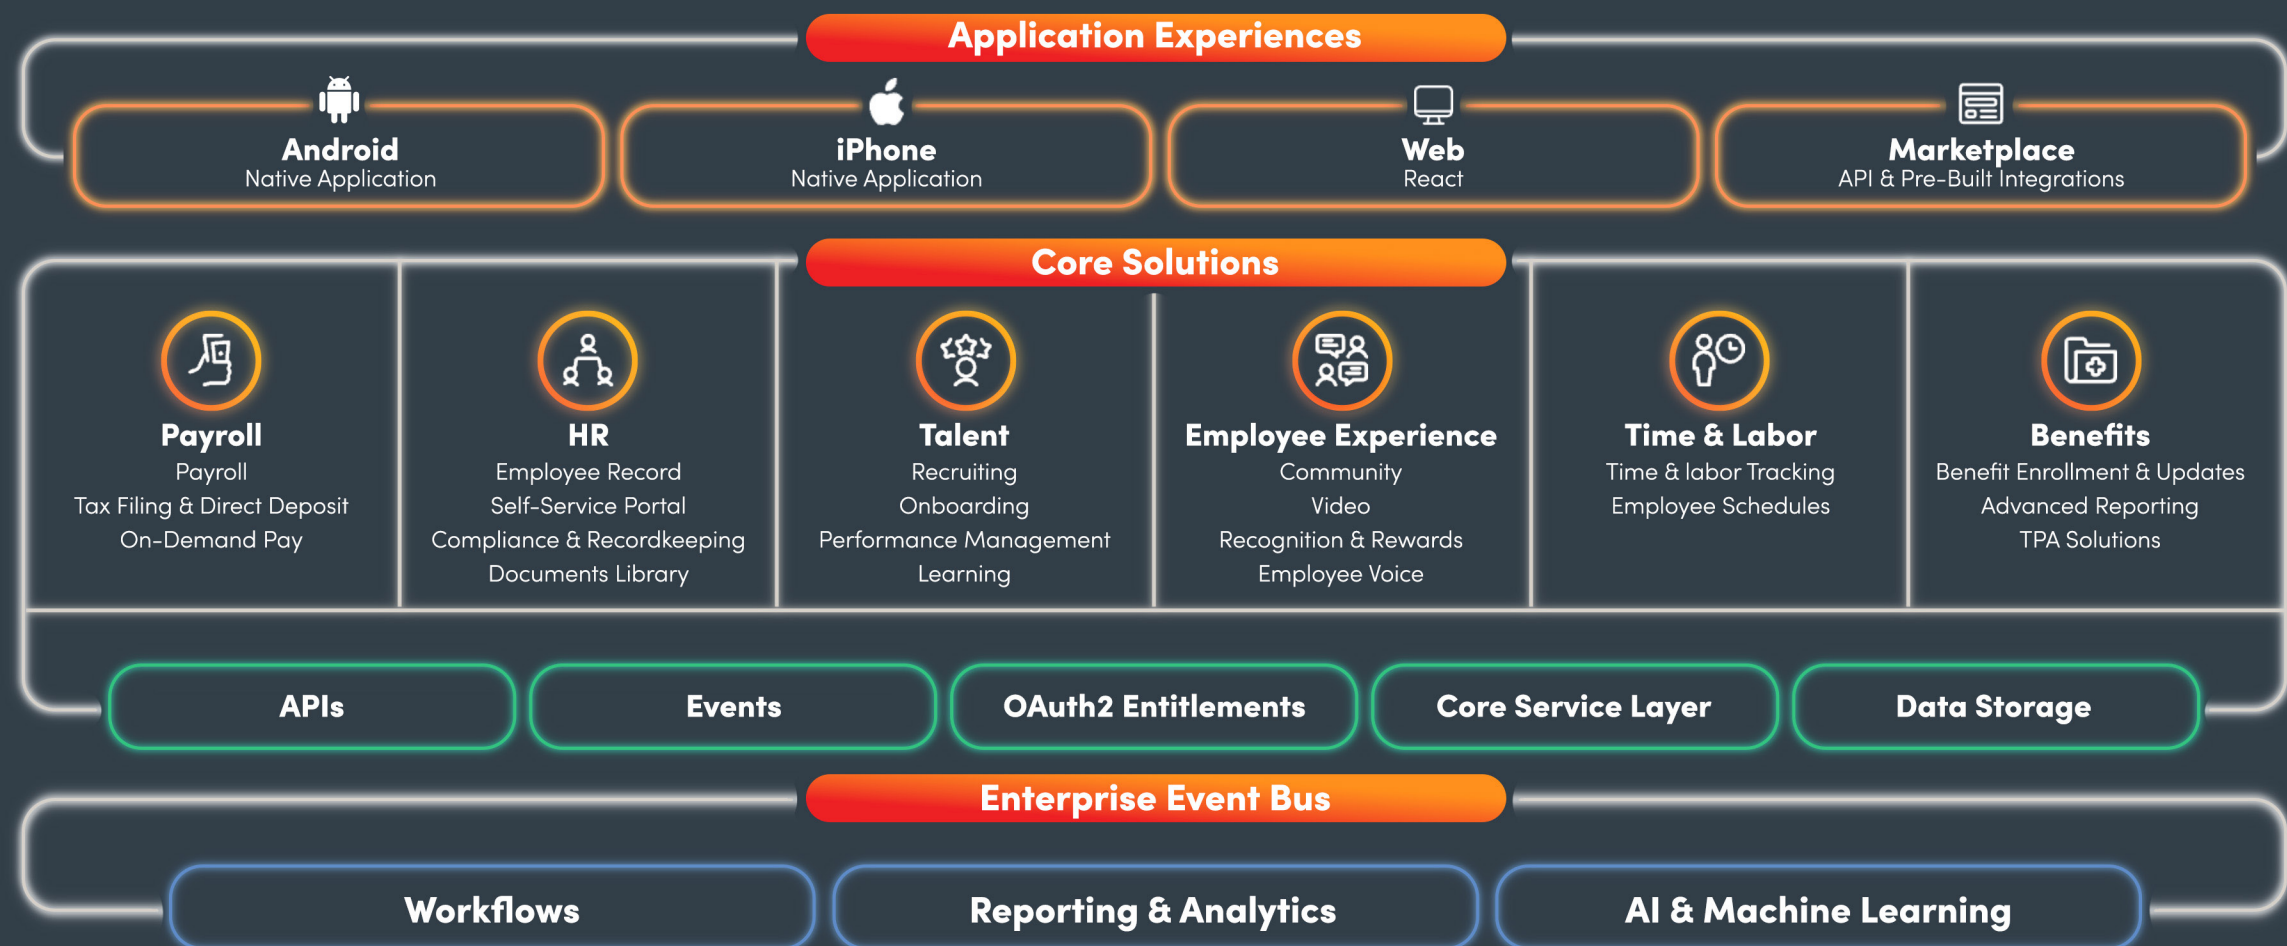 Application Experiences
Android
Native Application
iPhone
Native Application
Web
React
Marketplace
API & Pre-Built Integrations
Core Solutions
Payroll
Payroll
Tax Filing & Direct Deposit
On-Demand Pay
HR
Employee Record
Self-Service Portal
Compliance & Recordkeeping
Documents Library
Talent
Recruiting
Onboarding
Performance Management
Learning
Employee Experience
Community
Video
Recognition & Rewards
Employee Voice
Time & Labor
Time & labor Tracking
Employee Schedules
Benefits
Benefit Enrollment & Updates
Advanced Reporting
TPA Solutions
APIs
Events
OAuth2 Entitlements
Core Service Layer
Data Storage
Enterprise Event Bus
Workflows
Reporting & Analytics
AI & Machine Learning